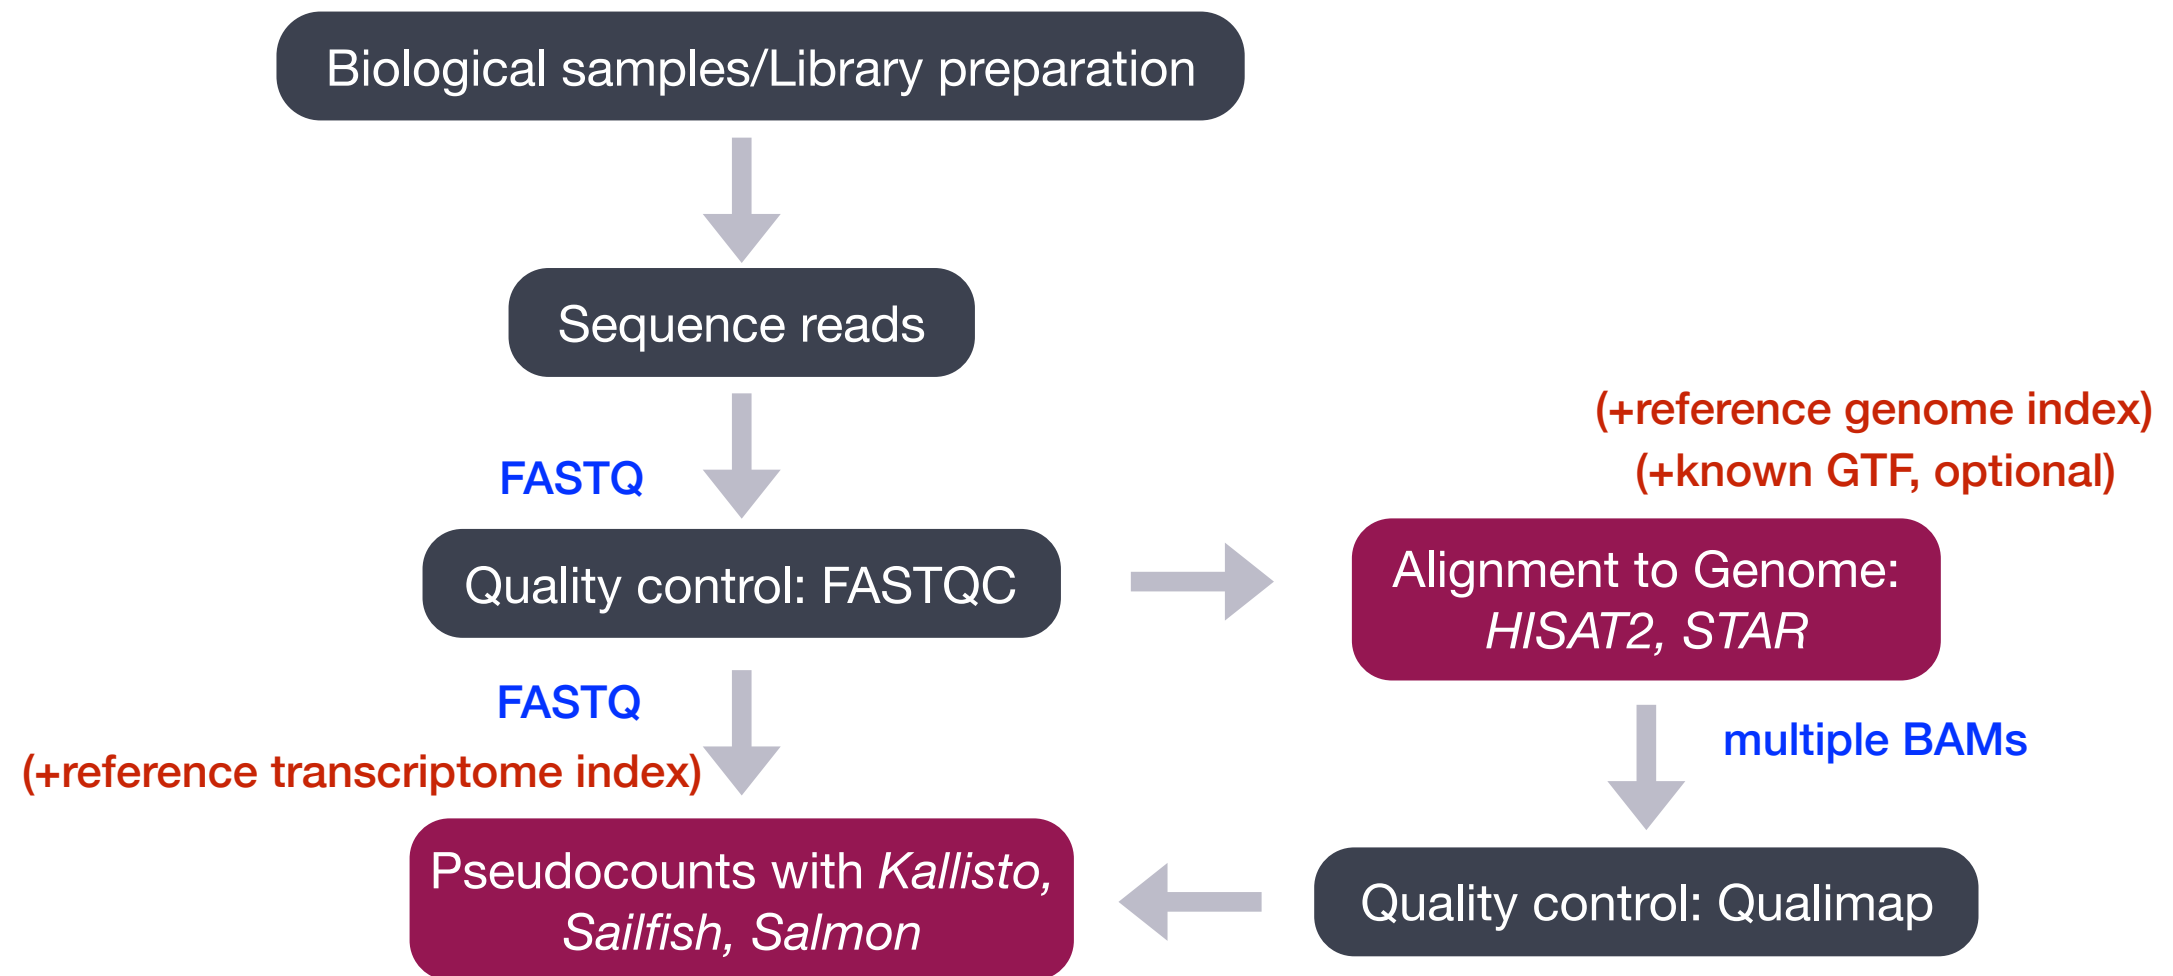 Biological samples/Library preparation
Sequence reads
FASTQ
(+reference genome index)
(+known GTF, optional)
Quality control: FASTQC
Alignment to Genome:
HISAT2, STAR
FASTQ
(+reference transcriptome index)
multiple BAMs
Pseudocounts with Kallisto,
Sailfish, Salmon
Quality control: Qualimap